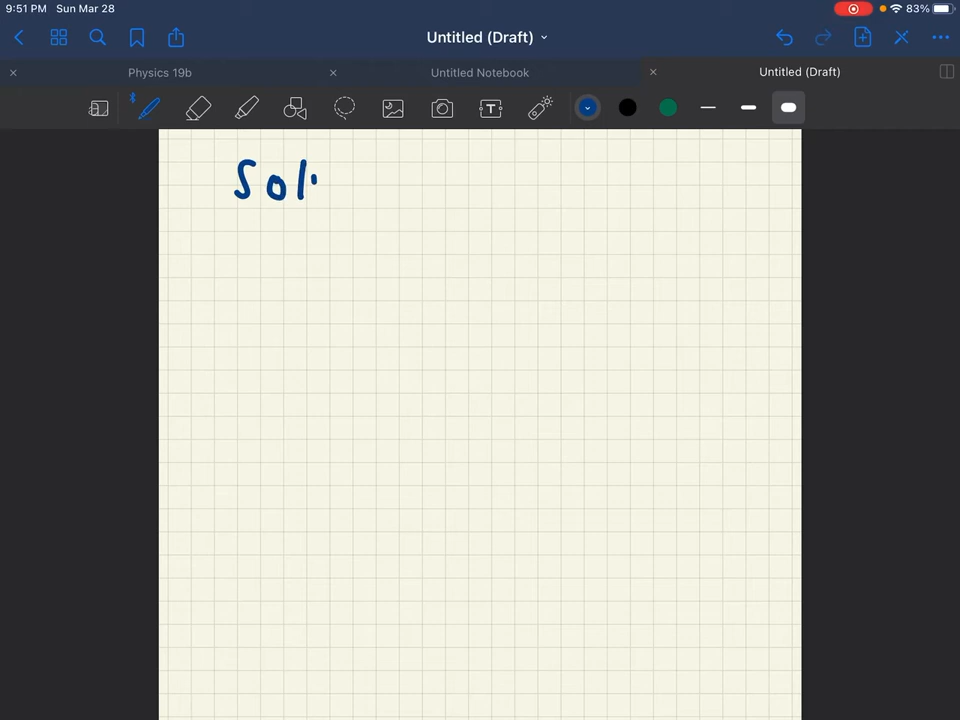 9:51 PM Sun Mar 28 83%
Untitled (Draft)
Physics 19b Untitled Notebook Untitled (Draft)
T
Sol